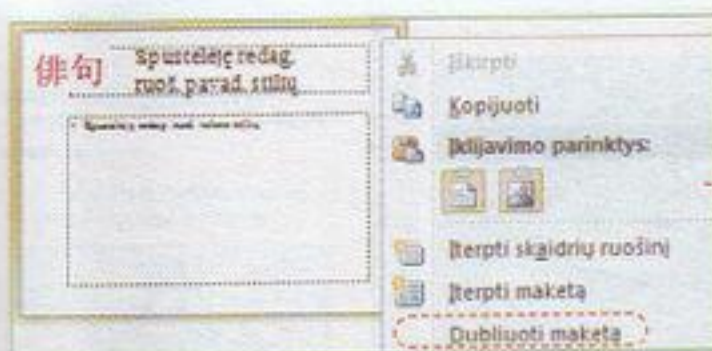 俳句
Spustelėję redag.
ruoš. pavad. stilių
Iškirpti
Kopijuoti
Įklijavimo parinktys:
Įterpti skaidrių ruošinį
Įterpti maketą
Dubliuoti maketą